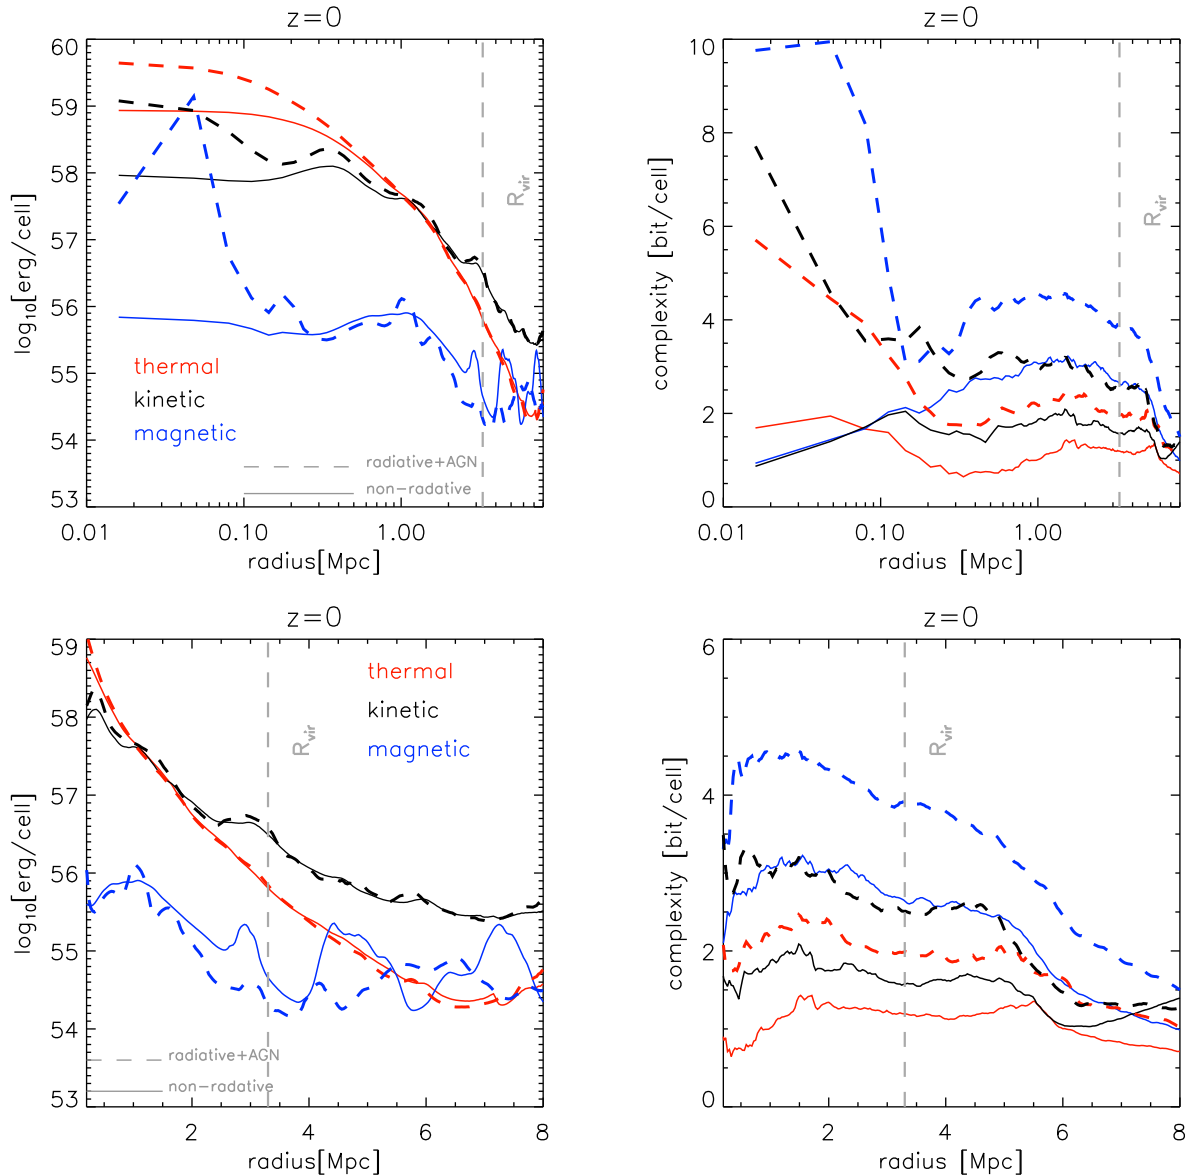 z=0
60
59
58
57
56
55
54
53
log10[erg/cell]
thermal
kinetic
magnetic
radiative+AGN
non-radative
Rvir
0.01 0.10 1.00
radius[Mpc]
z=0
10
8
6
4
2
0
complexity [bit/cell]
Rvir
0.01 0.10 1.00
radius [Mpc]
z=0
59
58
57
56
55
54
53
log10[erg/cell]
thermal
kinetic
magnetic
Rvir
radiative+AGN
non-radative
2 4 6 8
radius[Mpc]
z=0
6
4
2
0
complexity [bit/cell]
Rvir
2 4 6 8
radius [Mpc]